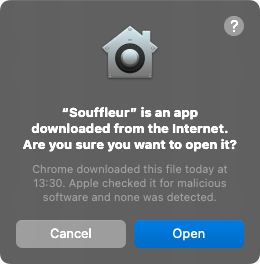 ?
“Souffleur” is an app
downloaded from the Internet.
Are you sure you want to open it?
Chrome downloaded this file today at
13:30. Apple checked it for malicious
software and none was detected.
Cancel Open